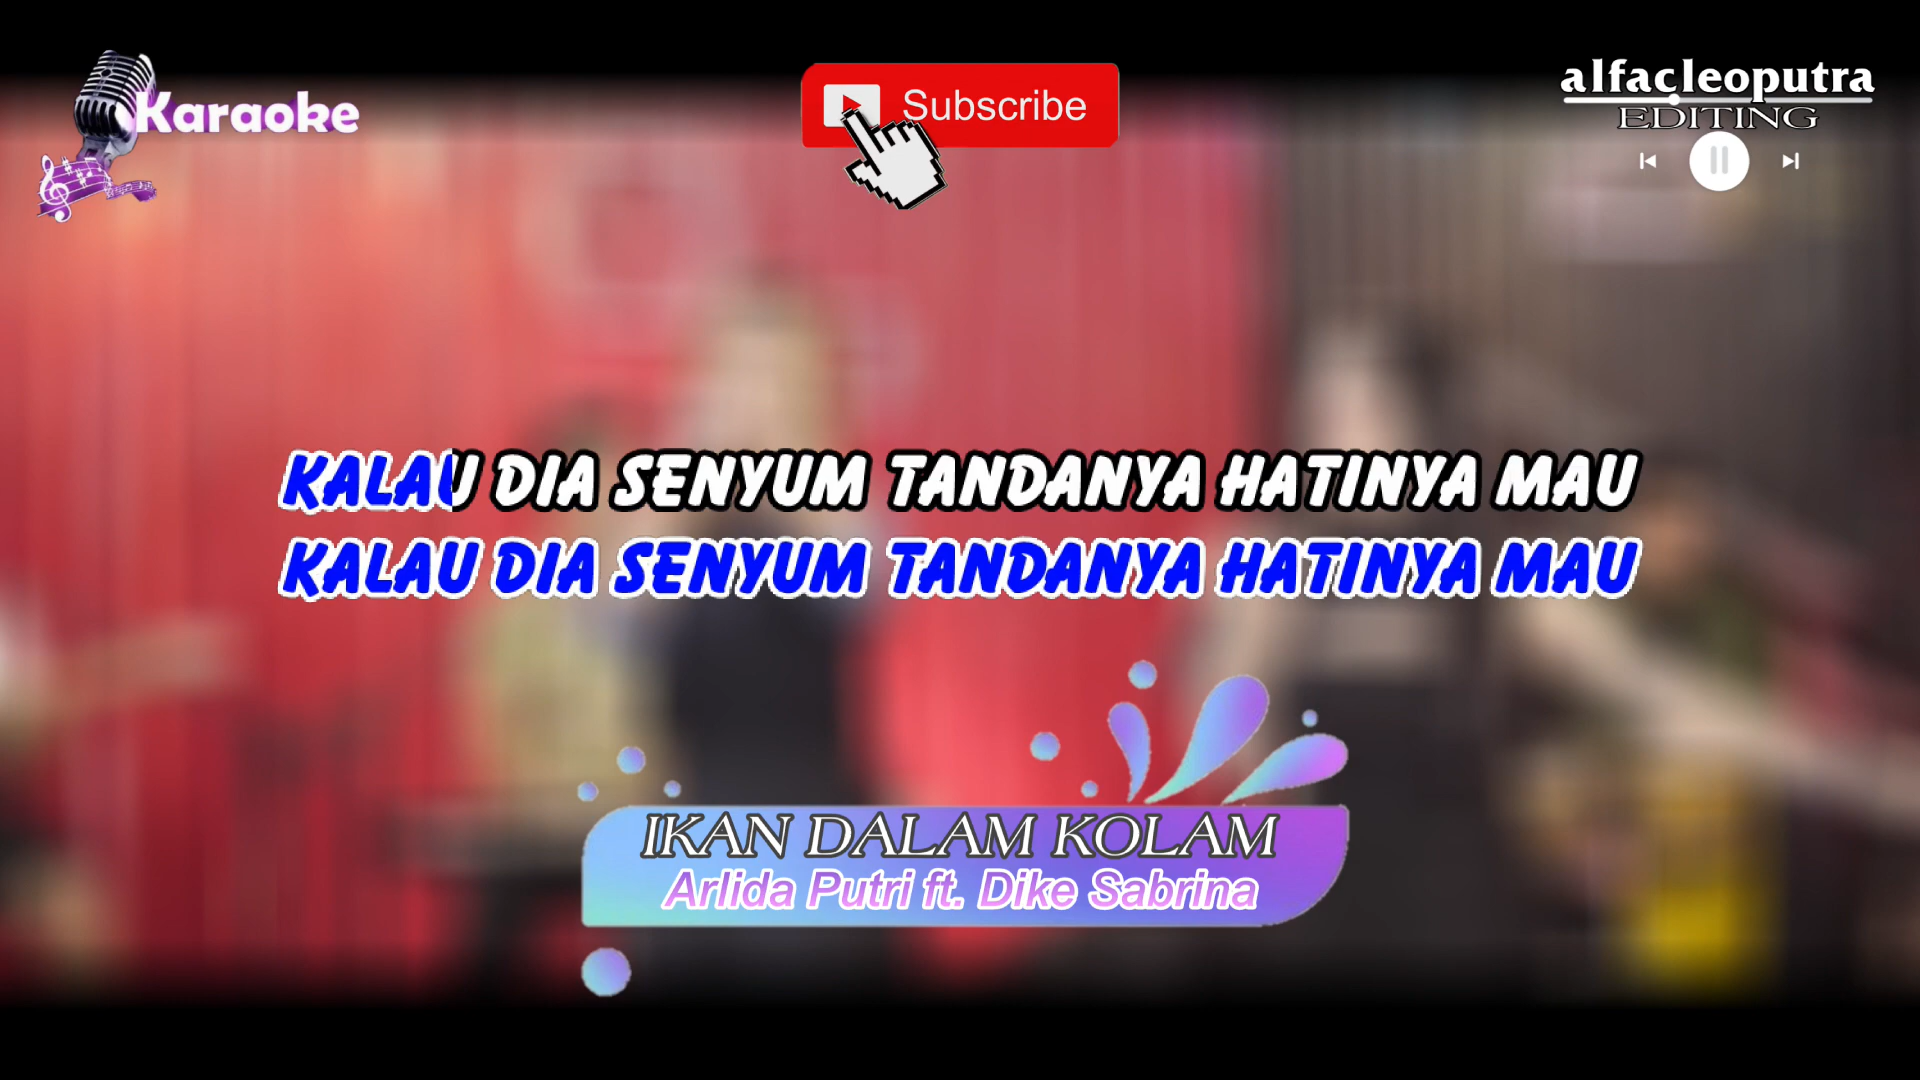 Karaoke
Subscribe
alfacleoputra
EDITING
KALAU DIA SENYUM TANDANYA HATINYA MAU
KALAU DIA SENYUM TANDANYA HATINYA MAU
IKAN DALAM KOLAM
Arlida Putri ft. Dike Sabrina